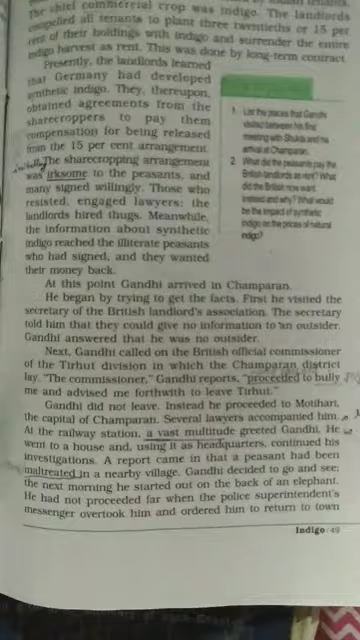 the chief commercial crop was indigo. The landlords
compelled all tenants to plant three twentieths or 15 per
cent of their holdings with indigo and surrender the entire
indigo harvest as rent. This was done by long-term contract.
Presently, the landlords learned
that Germany had developed
synthetic indigo. They, thereupon,
obtained agreements from the
sharecroppers to pay them
compensation for being released
from the 15 per cent arrangement.
The sharecropping arrangement
was irksome to the peasants, and
many signed willingly. Those who
resisted, engaged lawyers; the
landlords hired thugs. Meanwhile,
the information about synthetic
indigo reached the illiterate peasants
who had signed, and they wanted
their money back.
1. List the places that Gandhi
visited between his first
meeting with Shukla and his
arrival at Champaran.
2. What did the peasants pay the
British landlords as rent? What
did the British now want
instead and why? What would
be the impact of synthetic
indigo on the prices of natural
indigo?
At this point Gandhi arrived in Champaran.
He began by trying to get the facts. First he visited the
secretary of the British landlord's association. The secretary
told him that they could give no information to an outsider.
Gandhi answered that he was no outsider.
Next, Gandhi called on the British official commissioner
of the Tirhut division in which the Champaran district
lay. "The commissioner," Gandhi reports, "proceeded to bully
me and advised me forthwith to leave Tirhut."
Gandhi did not leave. Instead he proceeded to Motihari,
the capital of Champaran. Several lawyers accompanied him.
At the railway station, a vast multitude greeted Gandhi. He
went to a house and, using it as headquarters, continued his
investigations. A report came in that a peasant had been
maltreated in a nearby village. Gandhi decided to go and see;
the next morning he started out on the back of an elephant.
He had not proceeded far when the police superintendent's
messenger overtook him and ordered him to return to town
Indigo/49